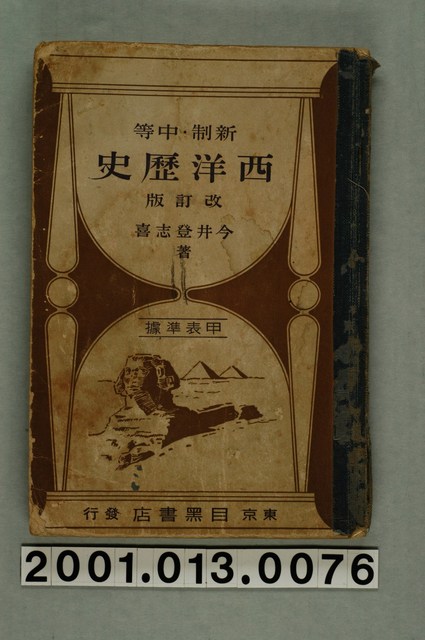 新制·中等
西洋歷史
改訂版
今井登志喜
著
甲表準據
東京 目黑書店 發行
2001.013.0076